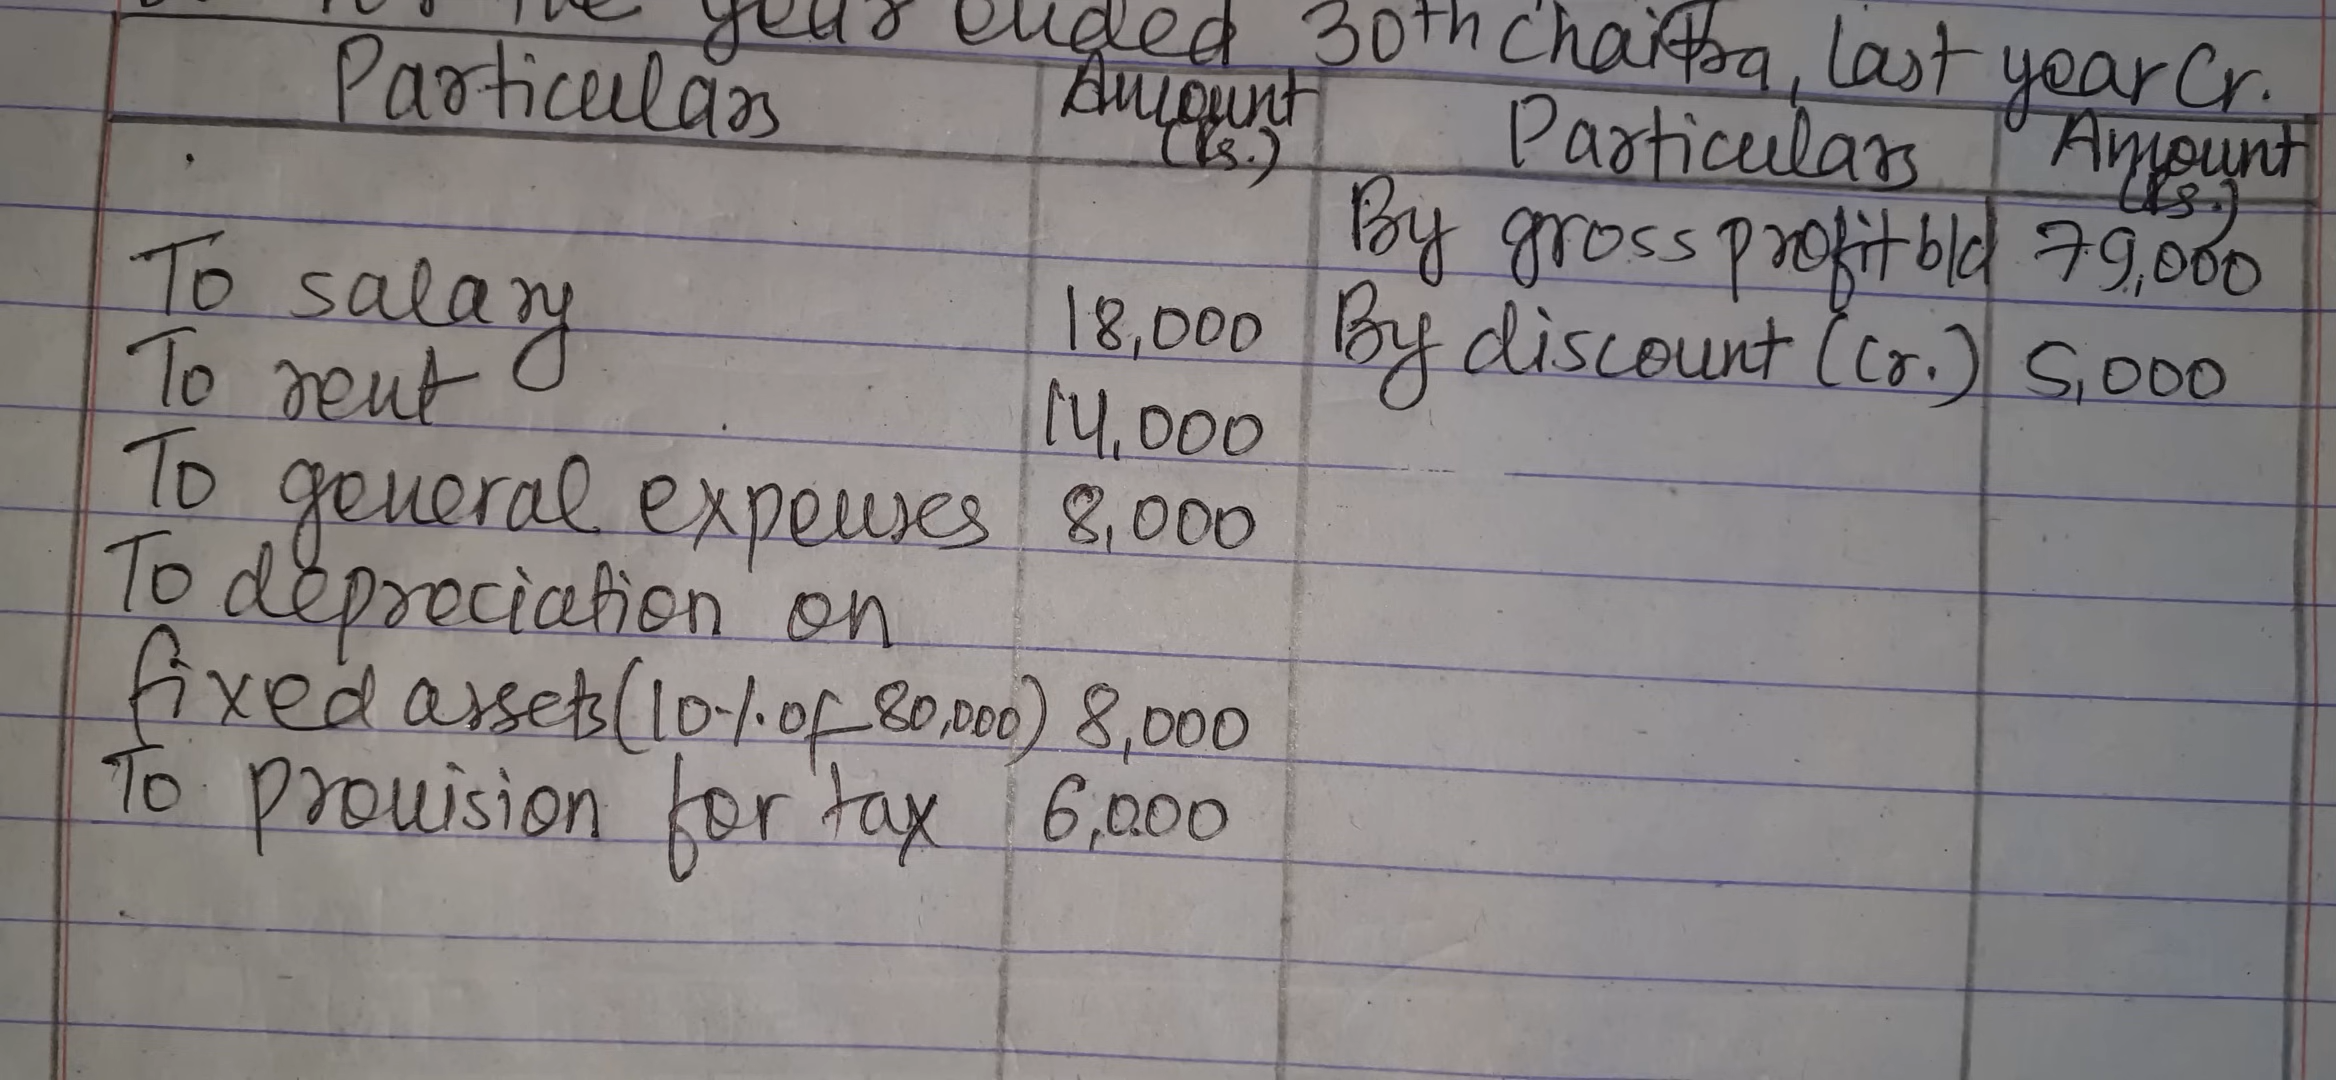 for the year ended 30th Chaitra, last year Cr.
Particulars Amount (Rs.) Particulars Amount (Rs.)
By gross profit b/d 79,000
To salary 18,000 By discount (Cr.) 5,000
To rent 14,000
To general expenses 8,000
To depreciation on
fixed assets (10% of 80,000) 8,000
To provision for tax 6,000